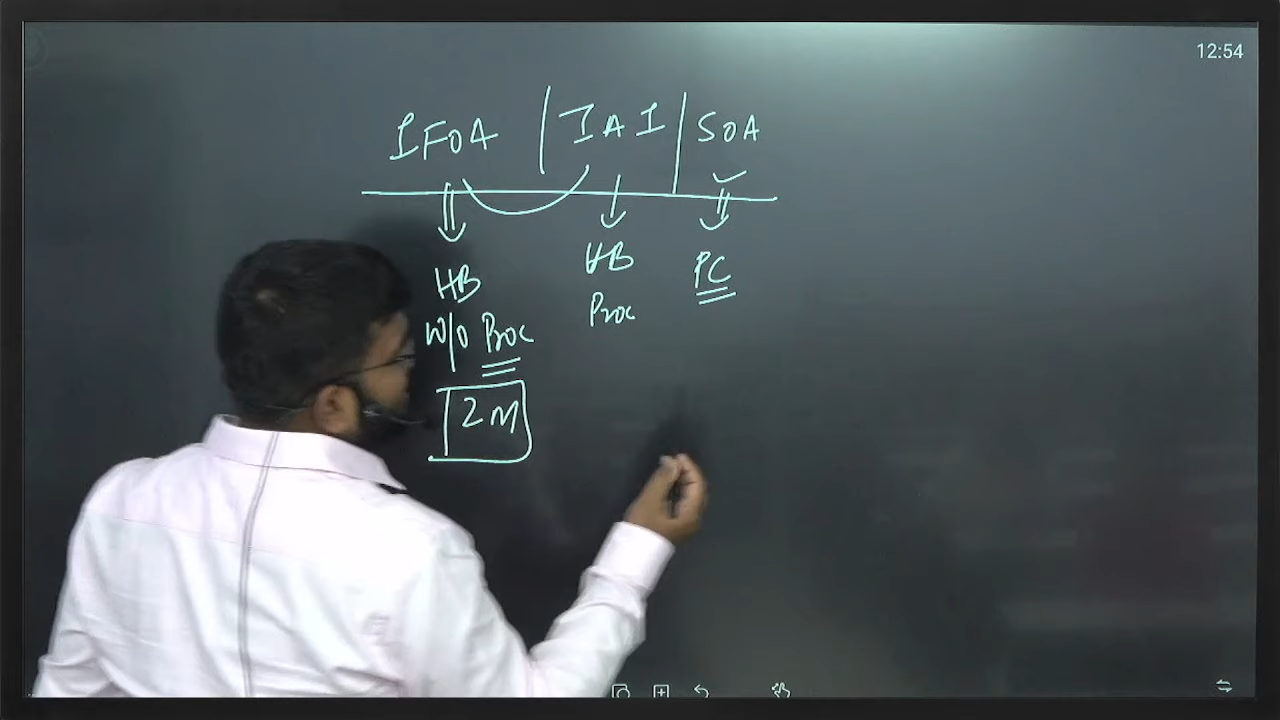 12:54
IFOA | IAI | SOA
HB HB PC
W/O Proc Proc
2M